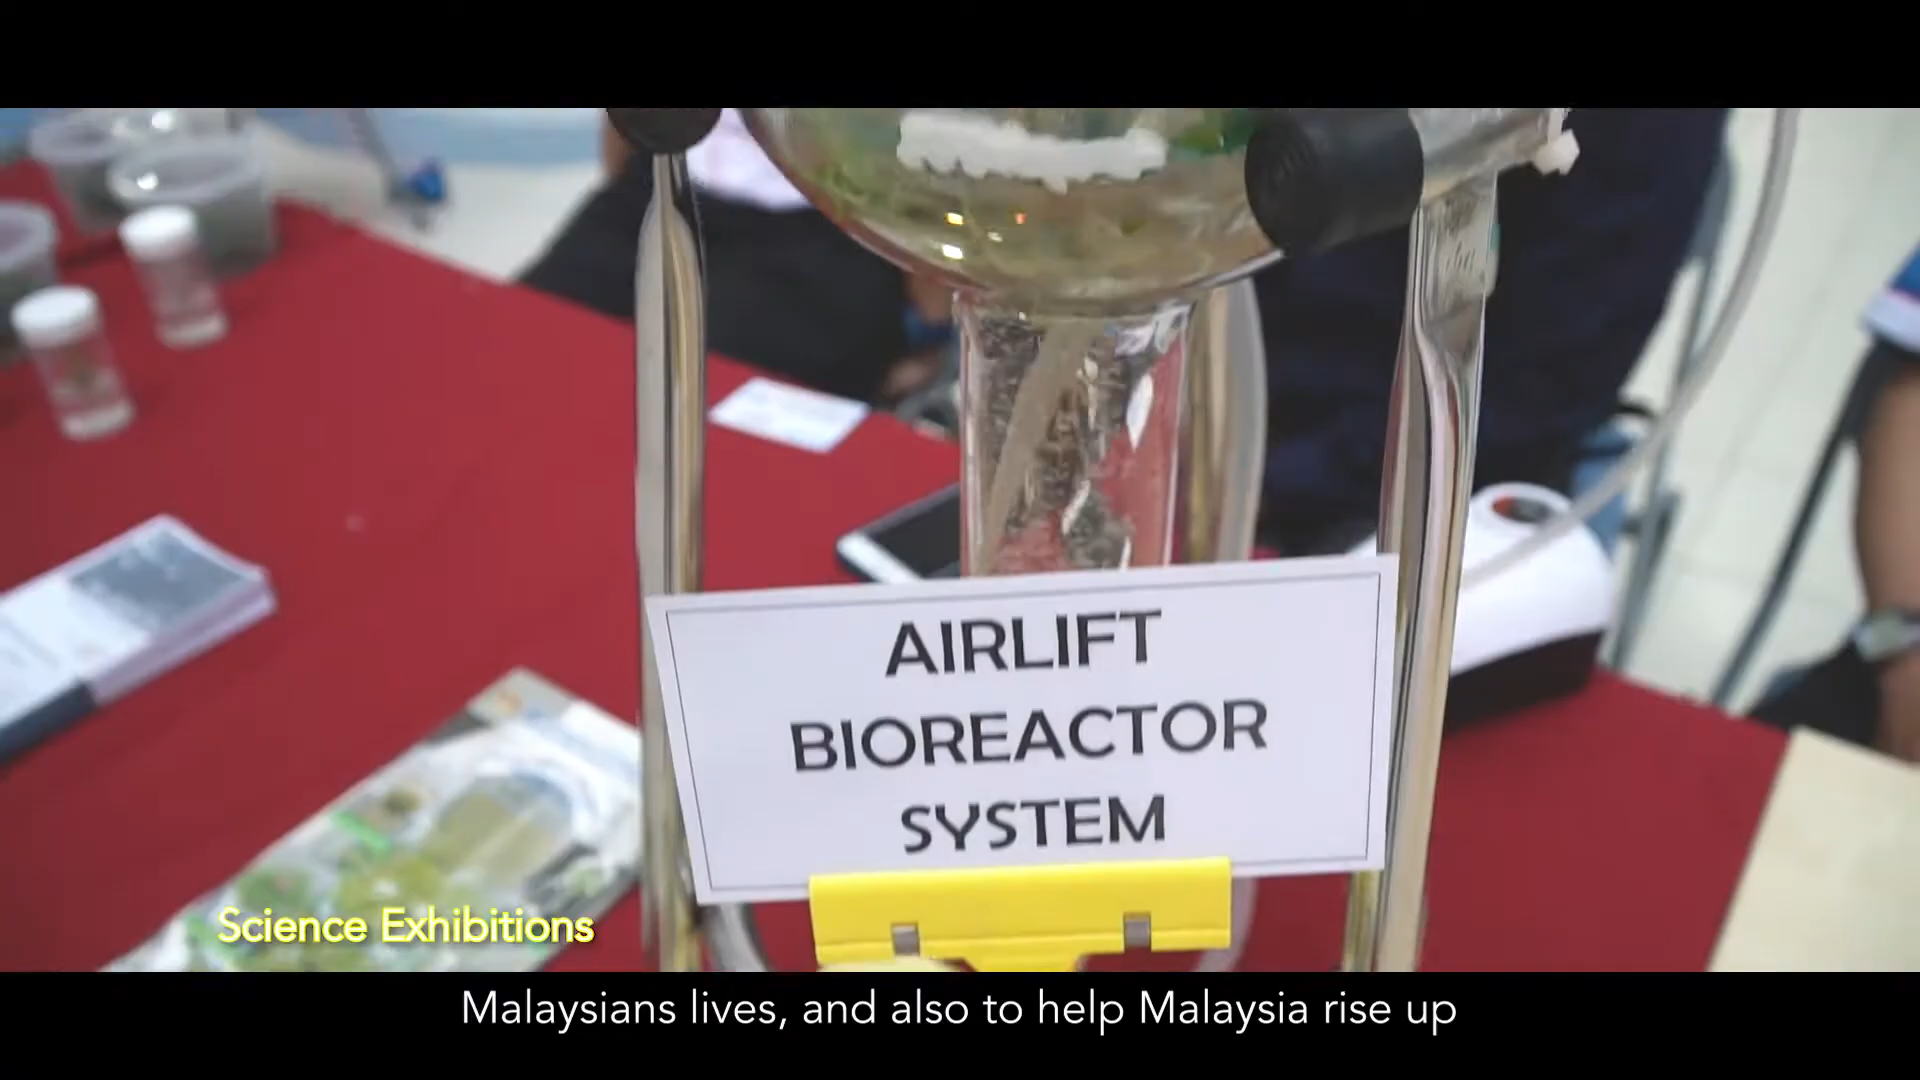 AIRLIFT
BIOREACTOR
SYSTEM
Science Exhibitions
Malaysians lives, and also to help Malaysia rise up